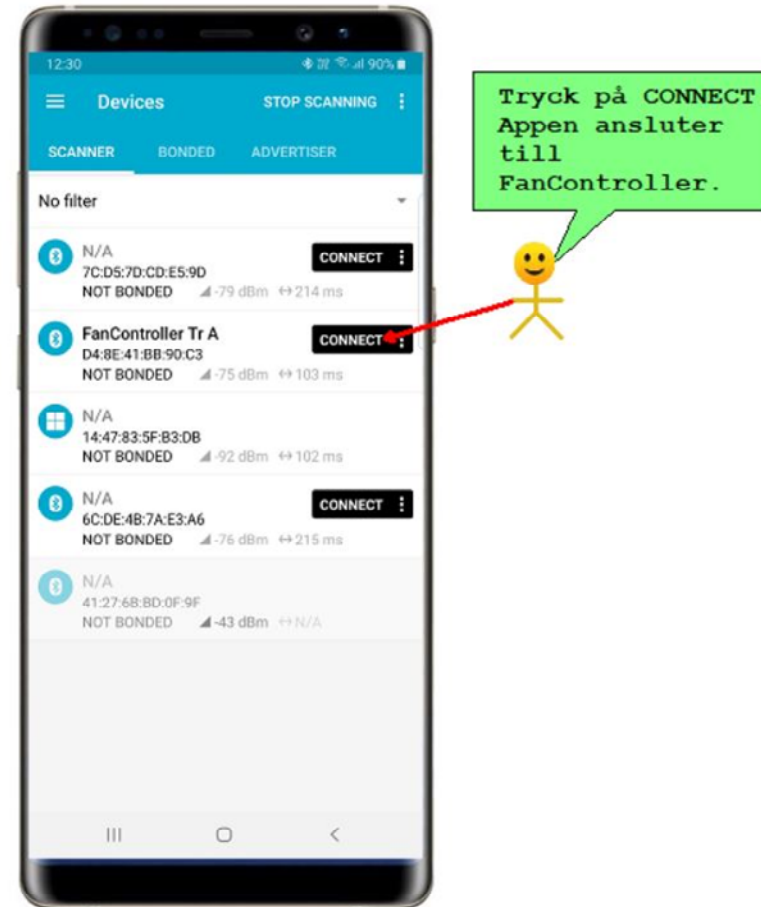 12:30 90%
Devices STOP SCANNING
SCANNER BONDED ADVERTISER
No filter
N/A CONNECT
7C:D5:7D:CD:E5:9D
NOT BONDED -79 dBm 214 ms
FanController Tr A CONNECT
D4:8E:41:BB:90:C3
NOT BONDED -75 dBm 103 ms
N/A
14:47:83:5F:B3:DB
NOT BONDED -92 dBm 102 ms
N/A CONNECT
6C:DE:4B:7A:E3:A6
NOT BONDED -76 dBm 215 ms
N/A
41:27:6B:BD:0F:9F
NOT BONDED -43 dBm N/A
Tryck på CONNECT
Appen ansluter
till
FanController.